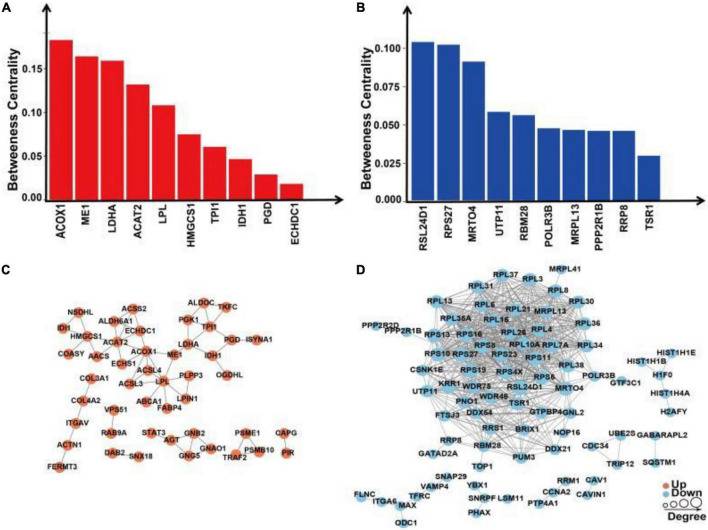 A
Betweeness Centrality
0.15
0.10
0.05
0.00
ACOX1
ME1
LDHA
ACAT2
LPL
HMGCS1
TPI1
IDH1
PGD
ECHDC1
B
Betweeness Centrality
0.100
0.075
0.050
0.025
0.000
RSL24D1
RPS27
MRTO4
UTP11
RBM28
POLR3B
MRPL13
PPP2R1B
RRP8
TSR1
C
NSDHL
ACSS2
ALDOC
TKFC
IDI1
ALDH6A1
PGK1
HMGCS1
ECHDC1
TPI1
ACAT2
LDHA
PGD
ISYNA1
COASY
AACS
ACOX1
ME1
IDH1
ECHS1
OGDHL
ACSL4
COL3A1
ACSL3
LPL
PLPP3
COL4A2
ABCA1
LPIN1
VPS51
FABP4
ITGAV
RAB9A
STAT3
GNB2
PSME1
CAPG
ACTN1
AGT
GNAO1
PSMB10
DAB2
SNX18
GNG5
TRAF2
PIR
FERMT3
D
RPL37
MRPL41
RPL31
RPL3
RPL8
RPL13
RPL6
RPL21
RPL30
MRPL13
RPL35A
RPL18
RPL36
PPP2R2D
PPP2R1B
RPS13
RPS16
RPL26
RPL4
RPS8
RPL10A
RPL7A
RPL34
RPS10
RPS27
RPS23
RPS11
HIST1H1E
HIST1H1B
CSNK1E
RPS19
RPS4X
RPL38
POLR3B
H1F0
KRR1
WDR75
RPS6
RSL24D1
MRTO4
GTF3C1
UTP11
HIST1H4A
PNO1
WDR46
TSR1
FTSJ3
DDX54
GTPBP4
GNL2
H2AFY
RRS1
BRIX1
NOP16
UBE2S
RRP8
RBM28
CDC34
GABARAPL2
GATAD2A
PUM3
DDX21
TOP1
TRIP12
SQSTM1
SNAP29
FLNC
VAMP4
YBX1
RRM1
CAV1
ITGA6
TFRC
CCNA2
CAVIN1
MAX
SNRPF
LSM11
PTP4A1
ODC1
PHAX
Up
Down
Degree